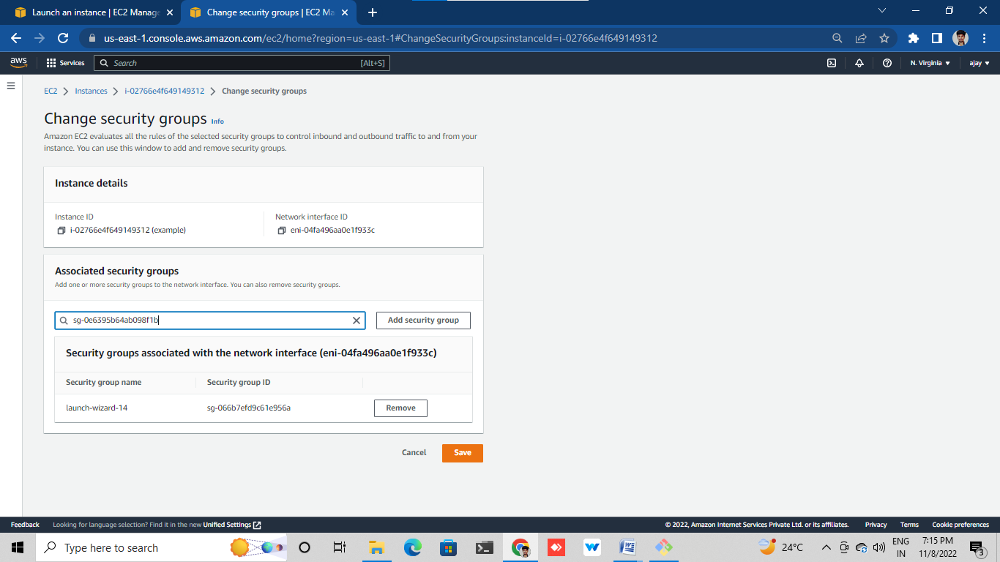 Launch an instance | EC2 Manage
Change security groups | EC2 Ma
us-east-1.console.aws.amazon.com/ec2/home?region=us-east-1#ChangeSecurityGroups:instanceId=i-02766e4f649149312
aws Services Search [Alt+S] N. Virginia ajay
EC2 Instances i-02766e4f649149312 Change security groups
Change security groups Info
Amazon EC2 evaluates all the rules of the selected security groups to control inbound and outbound traffic to and from your
instance. You can use this window to add and remove security groups.
Instance details
Instance ID
i-02766e4f649149312 (example)
Network interface ID
eni-04fa496aa0e1f933c
Associated security groups
Add one or more security groups to the network interface. You can also remove security groups.
sg-0e6395b64ab098f1b Add security group
Security groups associated with the network interface (eni-04fa496aa0e1f933c)
Security group name Security group ID
launch-wizard-14 sg-066b7efd9c61e956a Remove
Cancel Save
Feedback Looking for language selection? Find it in the new Unified Settings © 2022, Amazon Internet Services Private Ltd. or its affiliates. Privacy Terms Cookie preferences
Type here to search
24°C
ENG
IN
7:15 PM
11/8/2022
3